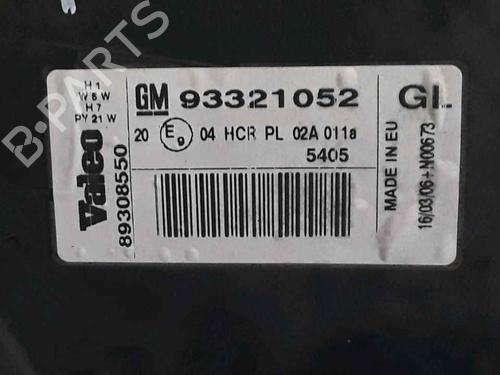 H1
W5W
H7
PY 21 W
GM 93321052 GL
20 E9 04 HCR PL 02A 0118
5405
Valeo
89308550
MADE IN EU
16/03/06 + N00673
B-PARTS